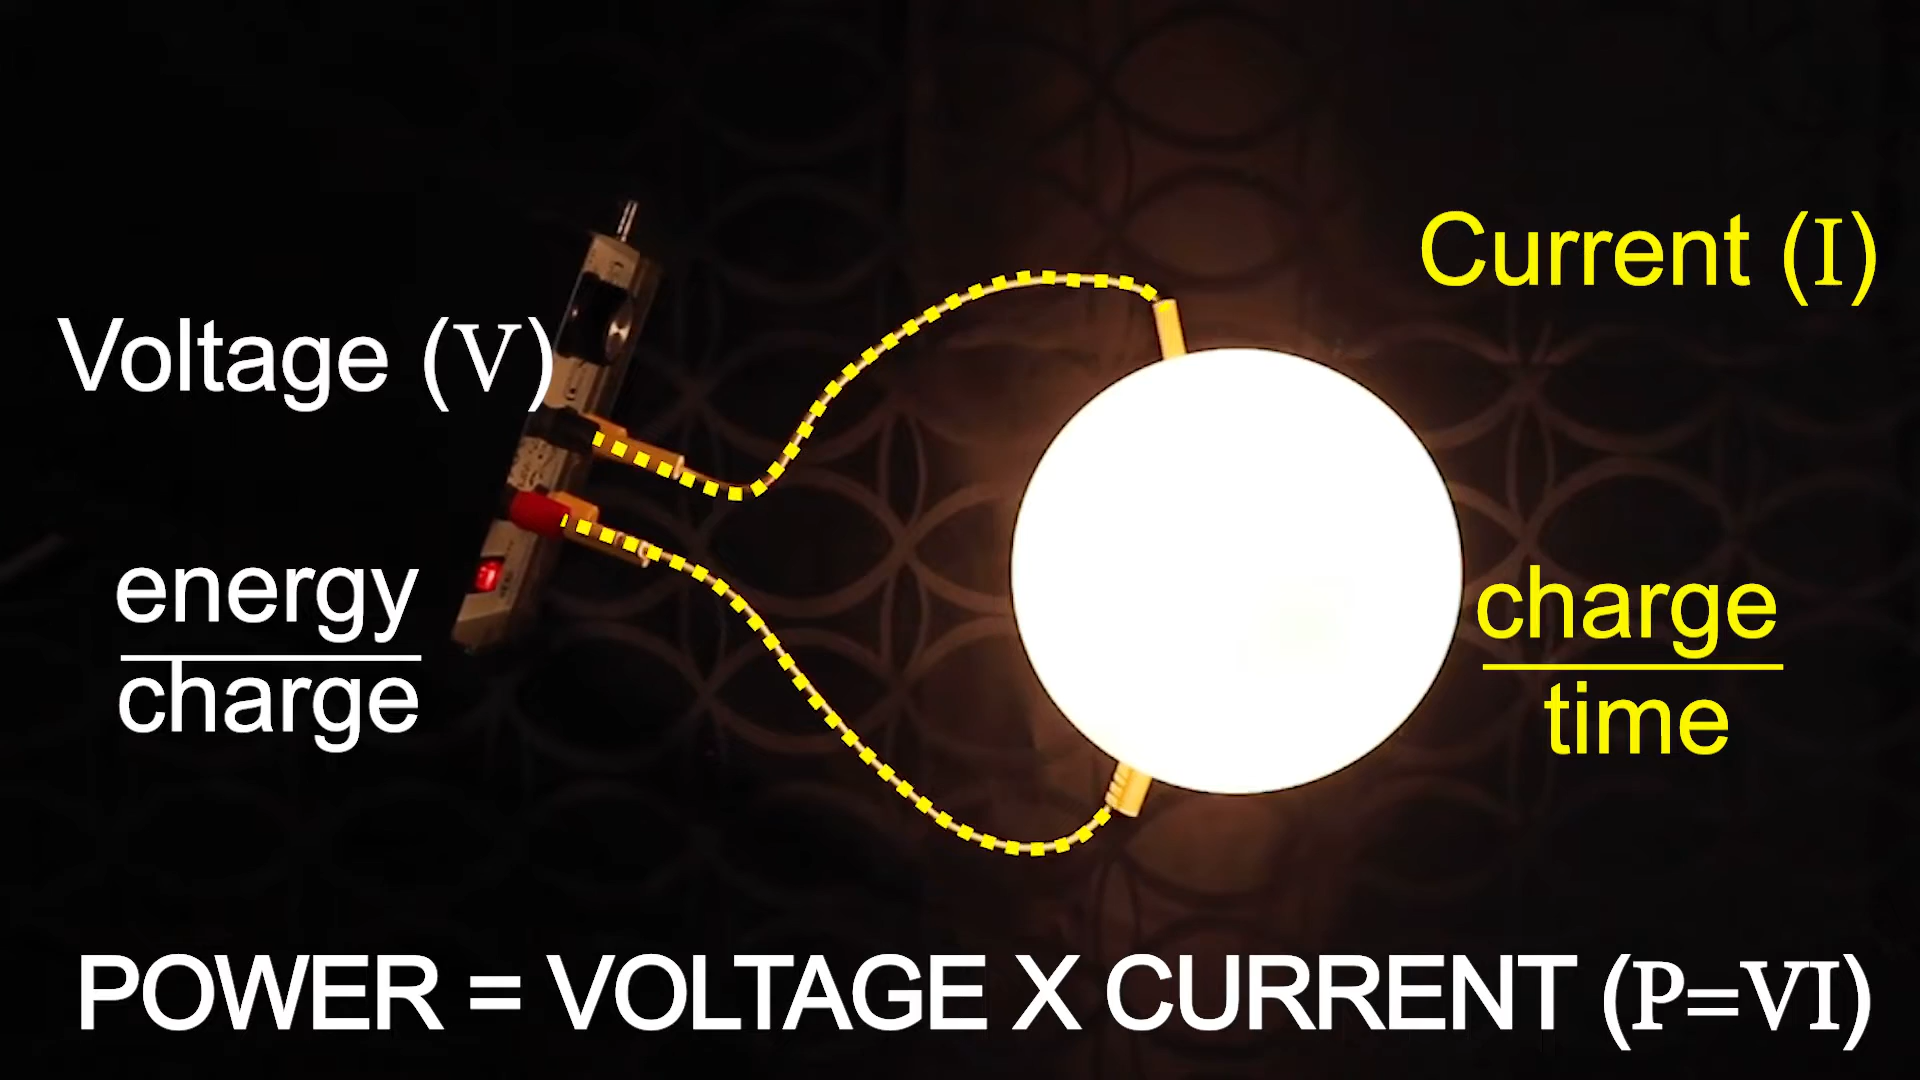 Current (I)
Voltage (V)
energy
charge
charge
time
POWER = VOLTAGE X CURRENT (P=VI)